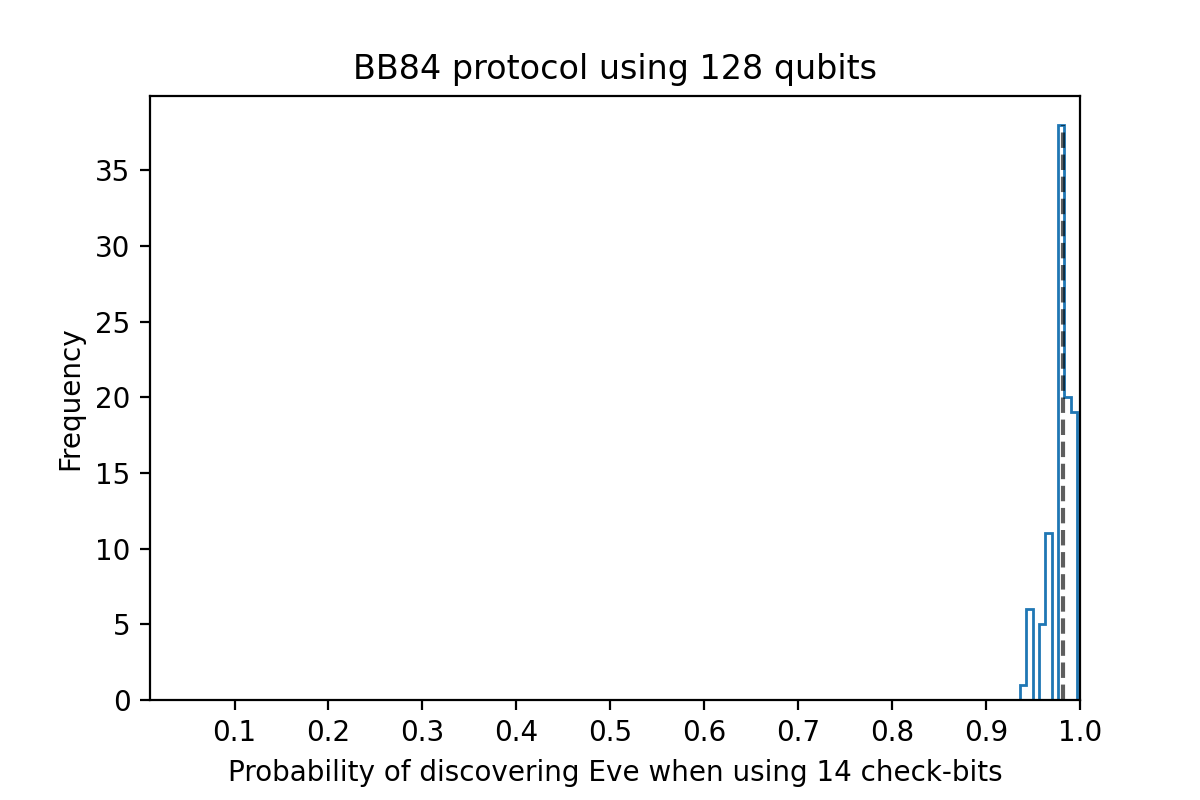 BB84 protocol using 128 qubits
35
30
25
20
15
10
5
0
Frequency
0.1 0.2 0.3 0.4 0.5 0.6 0.7 0.8 0.9 1.0
Probability of discovering Eve when using 14 check-bits